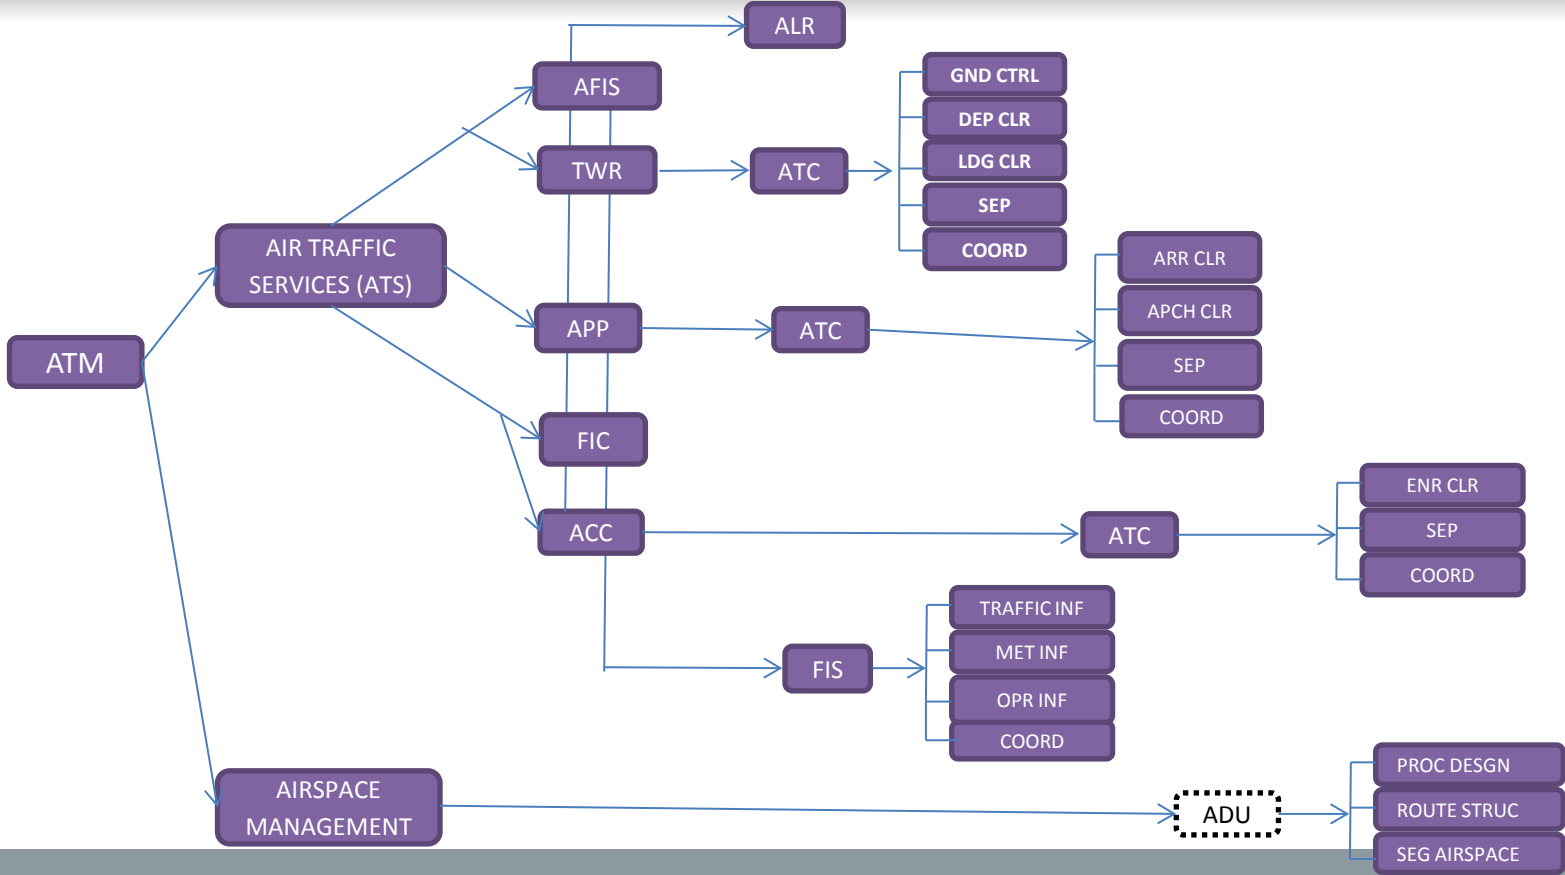 ALR
AFIS
GND CTRL
DEP CLR
TWR
ATC
LDG CLR
SEP
COORD
AIR TRAFFIC
SERVICES (ATS)
ARR CLR
APCH CLR
APP
ATC
SEP
COORD
ATM
FIC
ENR CLR
ACC
ATC
SEP
COORD
TRAFFIC INF
MET INF
FIS
OPR INF
COORD
AIRSPACE
MANAGEMENT
ADU
PROC DESGN
ROUTE STRUC
SEG AIRSPACE